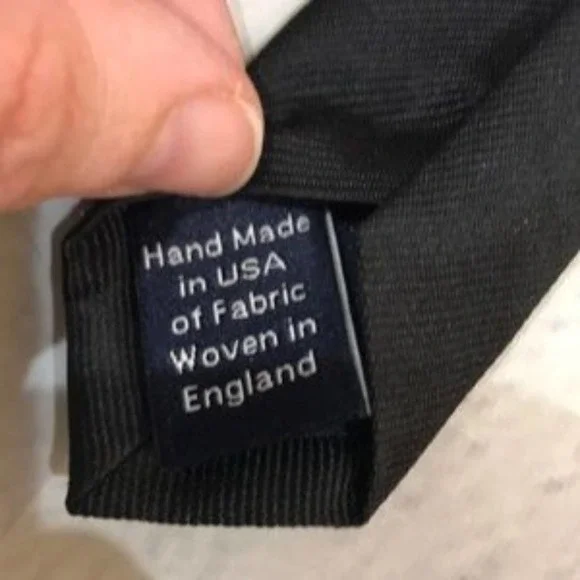 Hand Made
in USA
of Fabric
Woven in
England